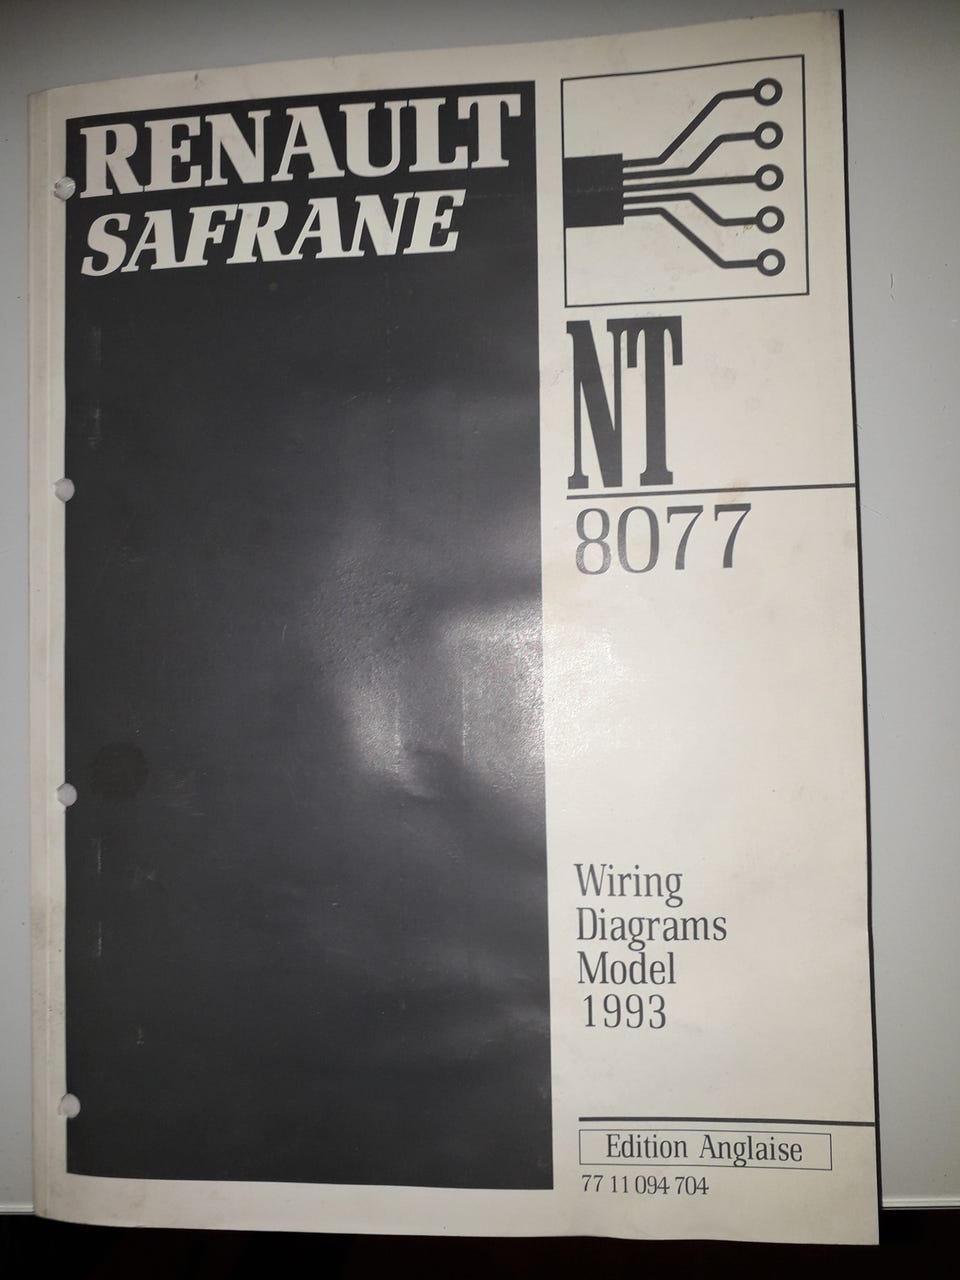 RENAULT
SAFRANE
NT
8077
Wiring
Diagrams
Model
1993
Edition Anglaise
77 11 094 704